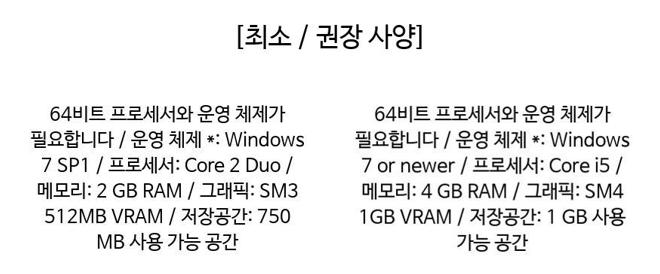 [최소 / 권장 사양]
64비트 프로세서와 운영 체제가
필요합니다 / 운영 체제 *: Windows
7 SP1 / 프로세서: Core 2 Duo /
메모리: 2 GB RAM / 그래픽: SM3
512MB VRAM / 저장공간: 750
MB 사용 가능 공간
64비트 프로세서와 운영 체제가
필요합니다 / 운영 체제 *: Windows
7 or newer / 프로세서: Core i5 /
메모리: 4 GB RAM / 그래픽: SM4
1GB VRAM / 저장공간: 1 GB 사용
가능 공간